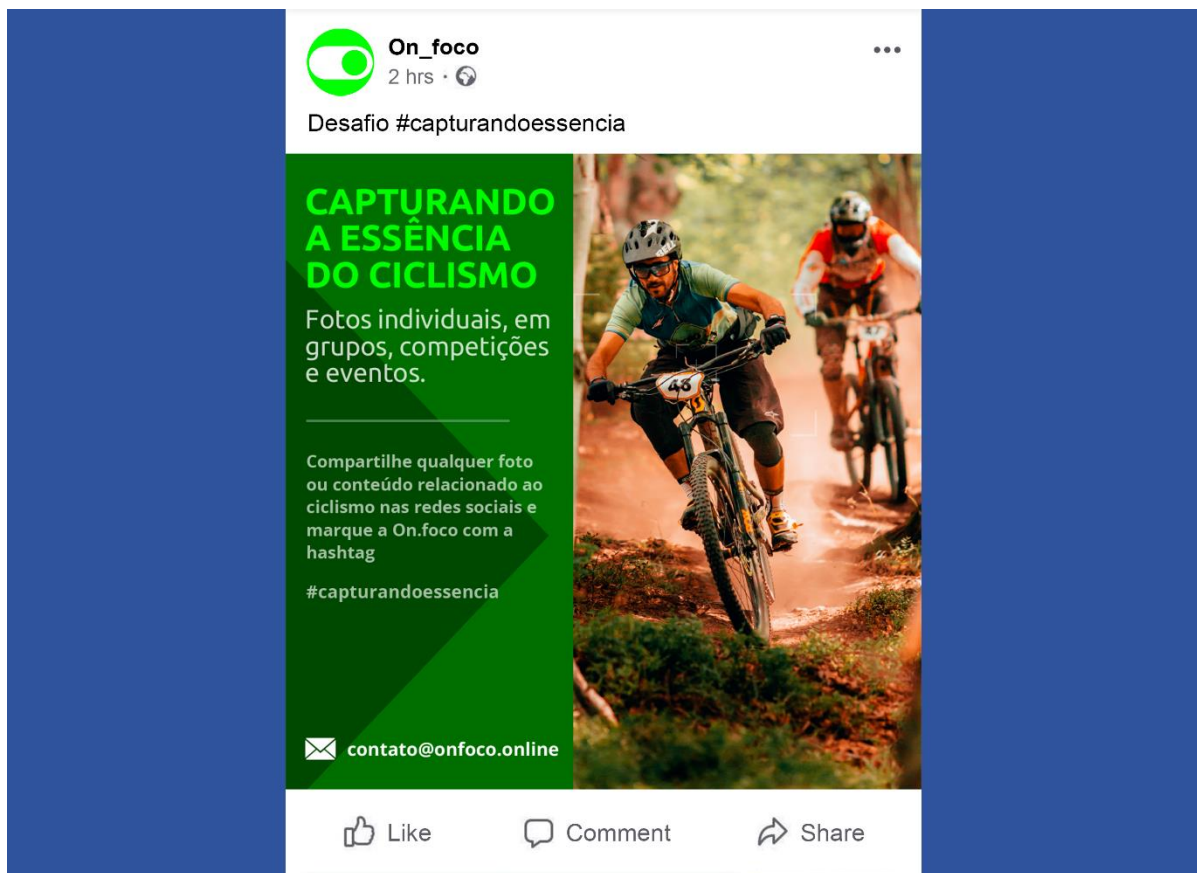 On_foco
2 hrs ·
Desafio #capturandoessencia
CAPTURANDO
A ESSÊNCIA
DO CICLISMO
Fotos individuais, em
grupos, competições
e eventos.
Compartilhe qualquer foto
ou conteúdo relacionado ao
ciclismo nas redes sociais e
marque a On.foco com a
hashtag
#capturandoessencia
contato@onfoco.online
48
Like
Comment
Share